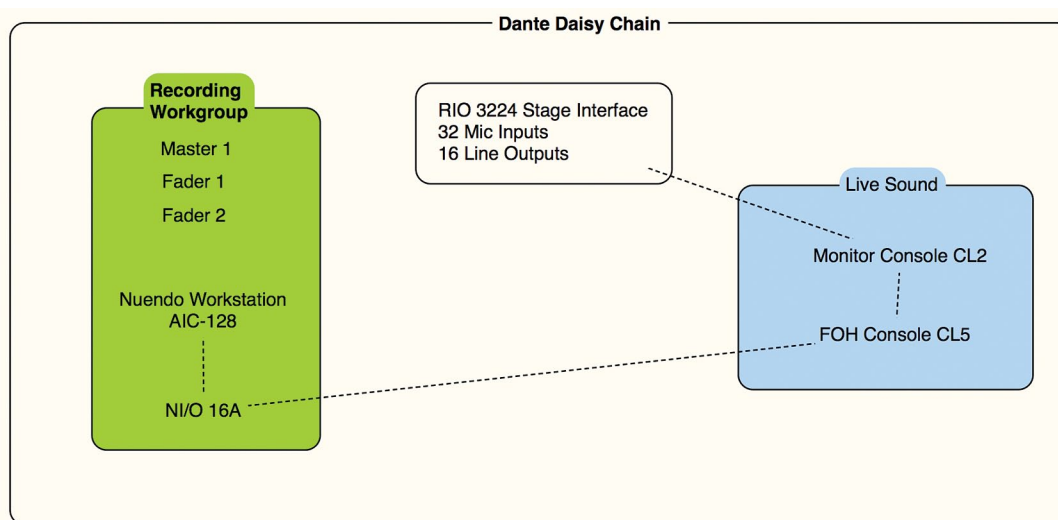 Dante Daisy Chain
Recording
Workgroup
Master 1
Fader 1
Fader 2
Nuendo Workstation
AIC-128
NI/O 16A
RIO 3224 Stage Interface
32 Mic Inputs
16 Line Outputs
Live Sound
Monitor Console CL2
FOH Console CL5